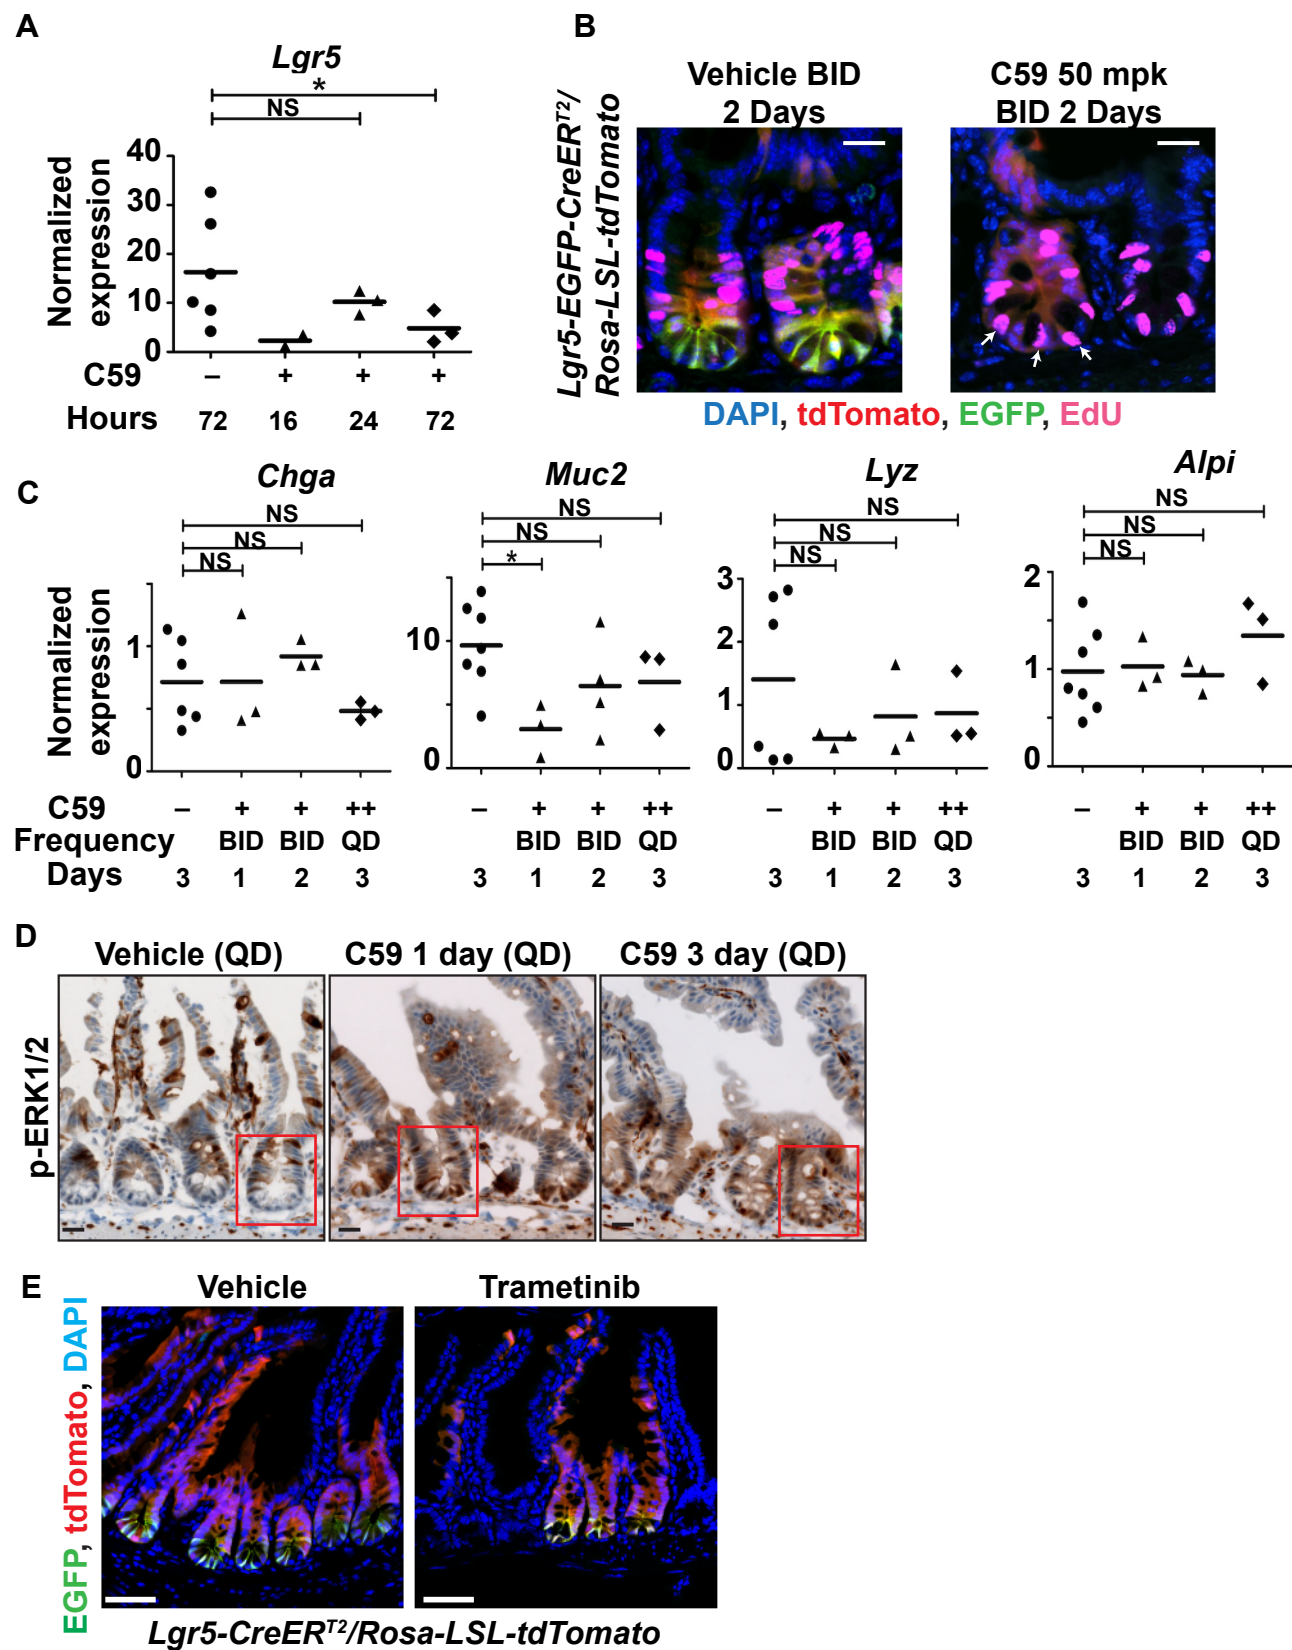 A
Lgr5
*
NS
Normalized
expression
40
30
20
10
0
C59 – + + +
Hours 72 16 24 72
B
Vehicle BID
2 Days
C59 50 mpk
BID 2 Days
Lgr5-EGFP-CreERT2/
Rosa-LSL-tdTomato
DAPI, tdTomato, EGFP, EdU
C
Chga
NS
NS
NS
Normalized
expression
1
0
Muc2
NS
NS
*
10
0
Lyz
NS
NS
NS
3
2
1
0
Alpi
NS
NS
NS
2
1
0
C59 – + + ++ – + + ++ – + + ++ – + + ++
Frequency BID BID QD BID BID QD BID BID QD BID BID QD
Days 3 1 2 3 3 1 2 3 3 1 2 3 3 1 2 3
D
Vehicle (QD)
C59 1 day (QD)
C59 3 day (QD)
p-ERK1/2
E
Vehicle
Trametinib
EGFP, tdTomato, DAPI
Lgr5-CreERT2/Rosa-LSL-tdTomato